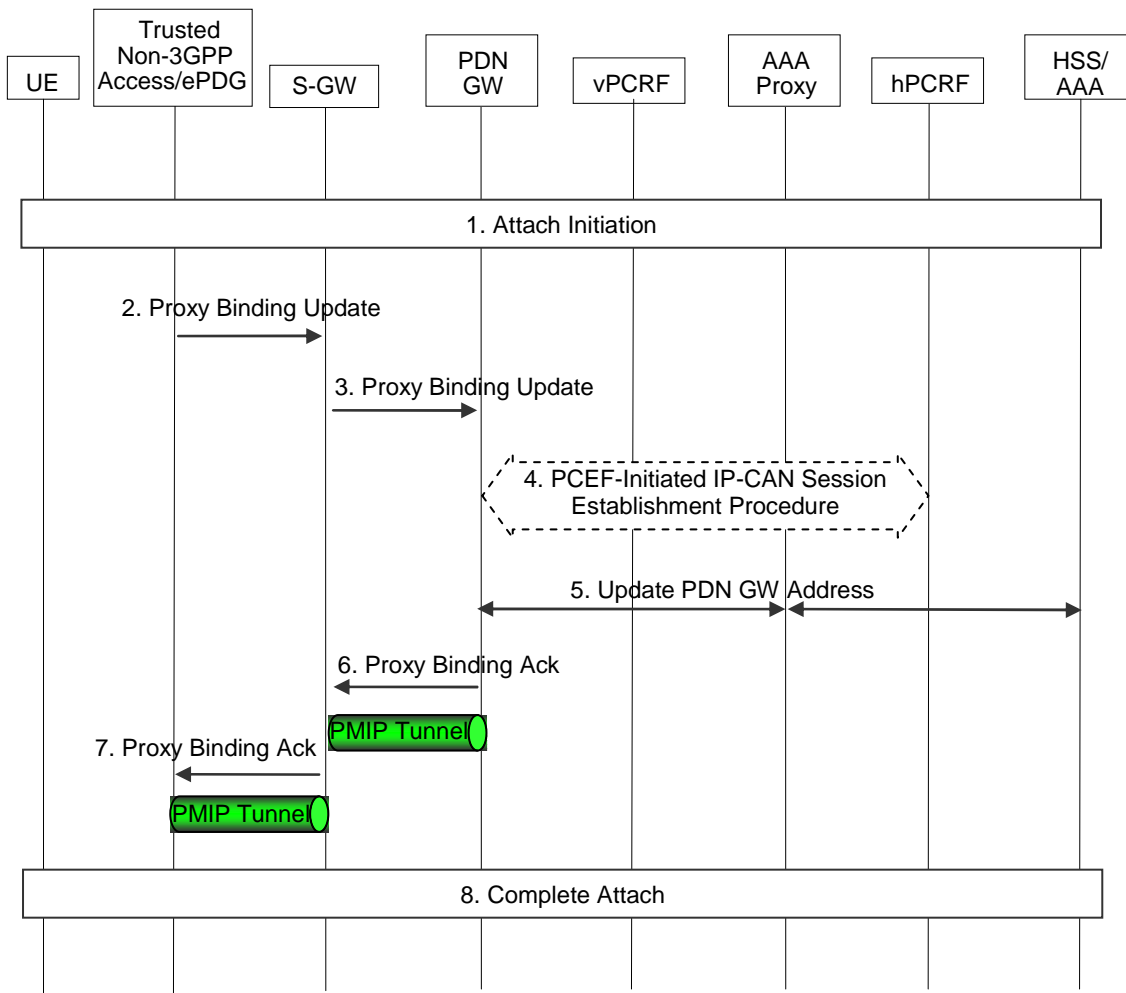 Trusted
Non-3GPP
Access/ePDG
UE
S-GW
PDN
GW
vPCRF
AAA
Proxy
hPCRF
HSS/
AAA
1. Attach Initiation
2. Proxy Binding Update
3. Proxy Binding Update
4. PCEF-Initiated IP-CAN Session
Establishment Procedure
5. Update PDN GW Address
6. Proxy Binding Ack
PMIP Tunnel
7. Proxy Binding Ack
PMIP Tunnel
8. Complete Attach